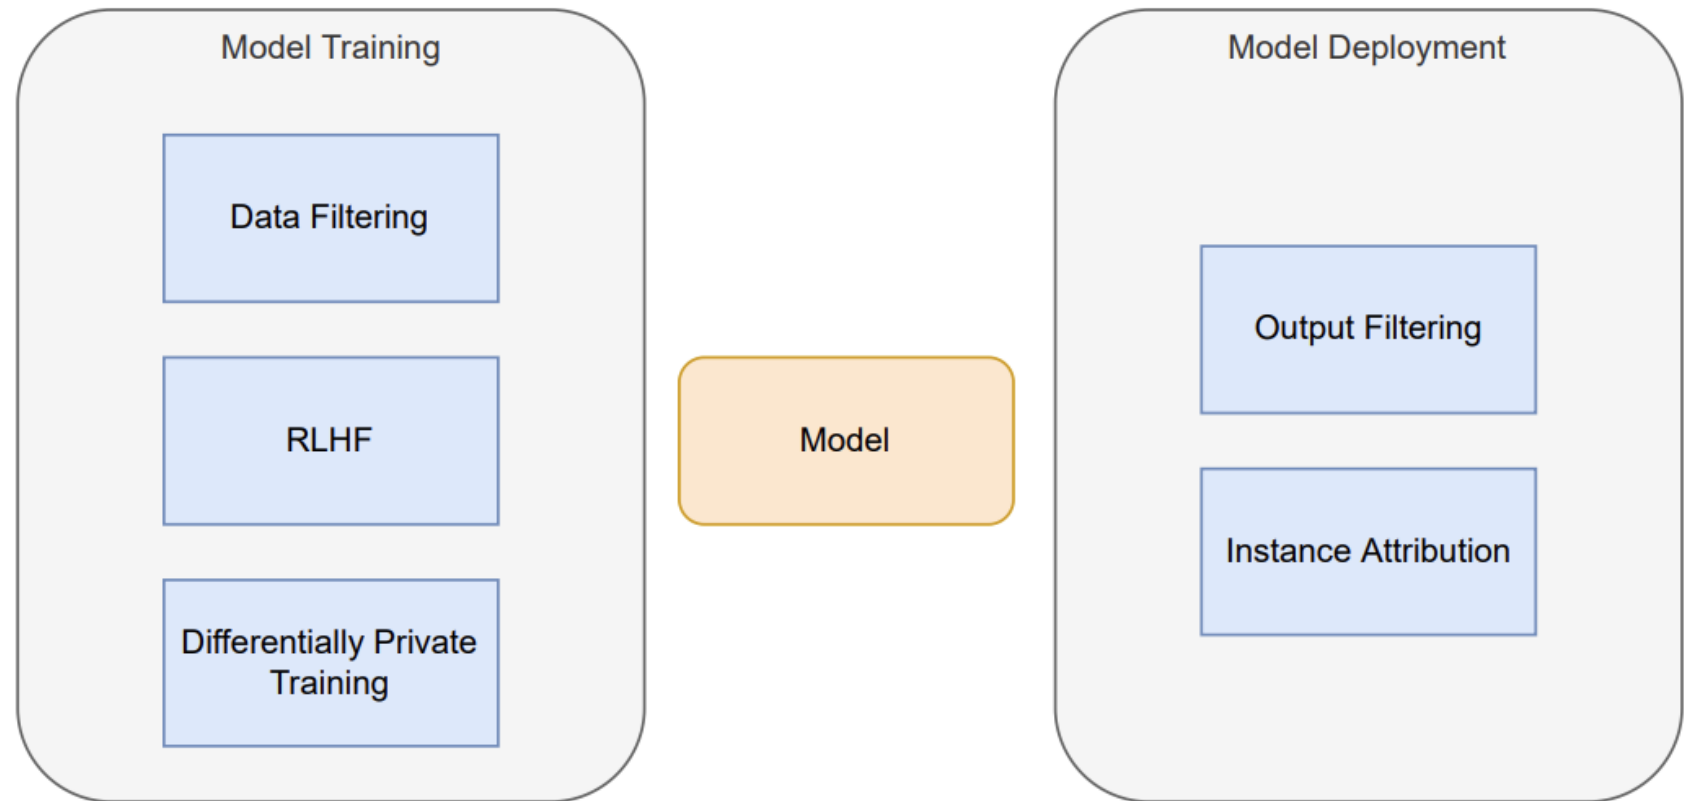 Model Training
Data Filtering
RLHF
Differentially Private
Training
Model
Model Deployment
Output Filtering
Instance Attribution